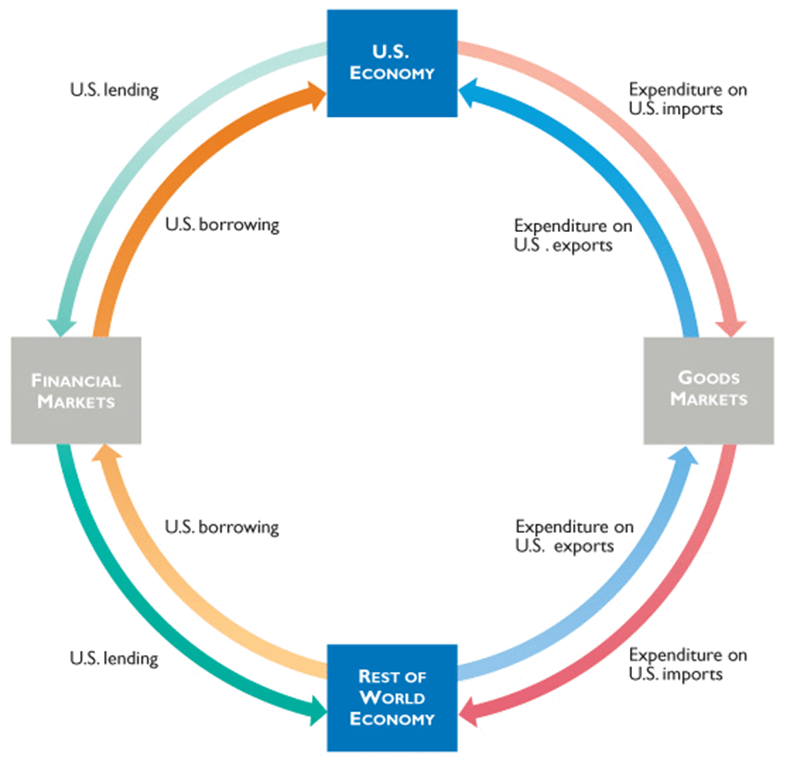 U.S.
ECONOMY
U.S. lending
Expenditure on
U.S. imports
U.S. borrowing
Expenditure on
U.S . exports
FINANCIAL
MARKETS
GOODS
MARKETS
U.S. borrowing
Expenditure on
U.S. exports
U.S. lending
Expenditure on
U.S. imports
REST OF
WORLD
ECONOMY